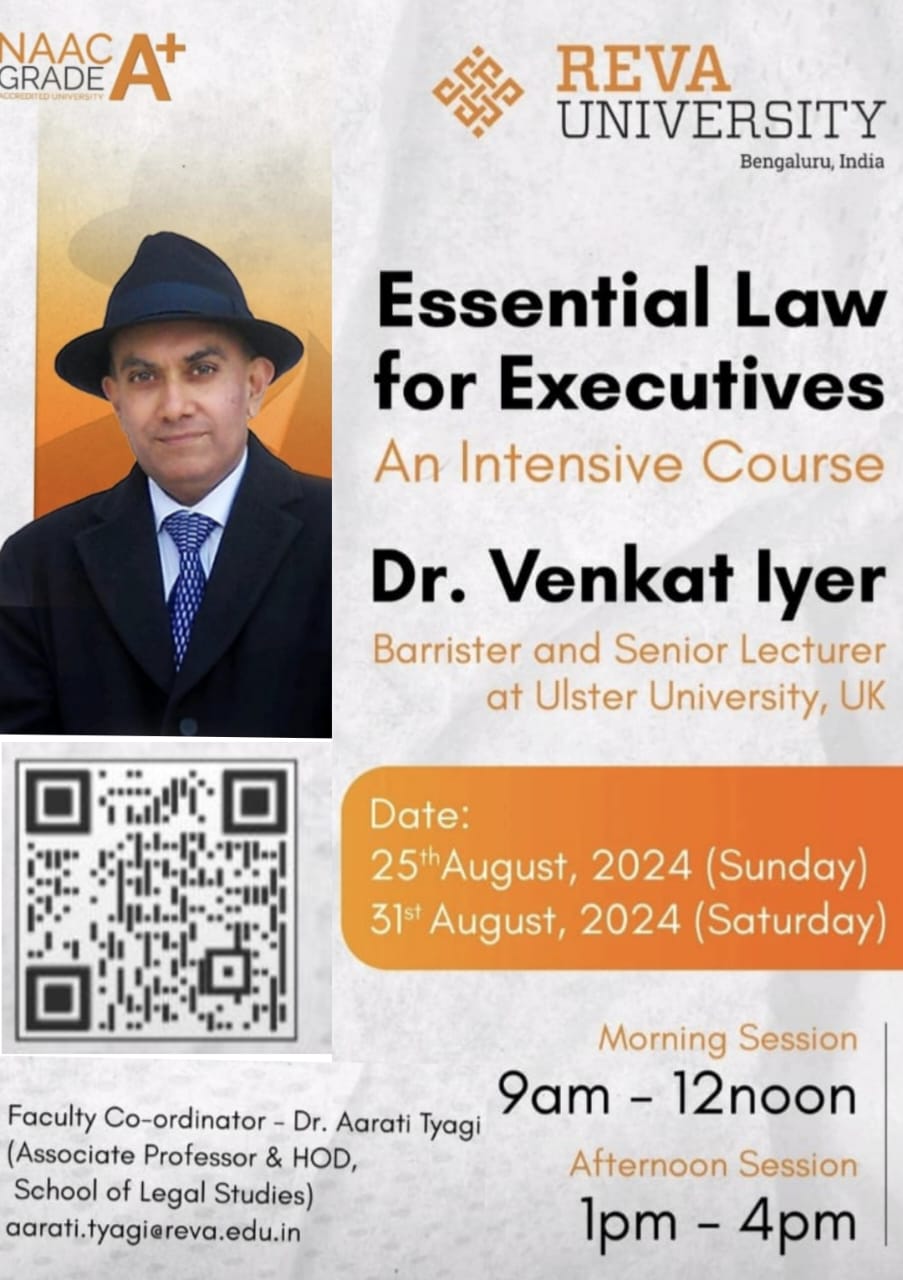 NAAC
GRADE A+
ACCREDITED UNIVERSITY
REVA
UNIVERSITY
Bengaluru, India
Essential Law
for Executives
An Intensive Course
Dr. Venkat Iyer
Barrister and Senior Lecturer
at Ulster University, UK
Date:
25th August, 2024 (Sunday)
31st August, 2024 (Saturday)
Morning Session
9am - 12noon
Afternoon Session
1pm - 4pm
Faculty Co-ordinator - Dr. Aarati Tyagi
(Associate Professor & HOD,
School of Legal Studies)
aarati.tyagi@reva.edu.in